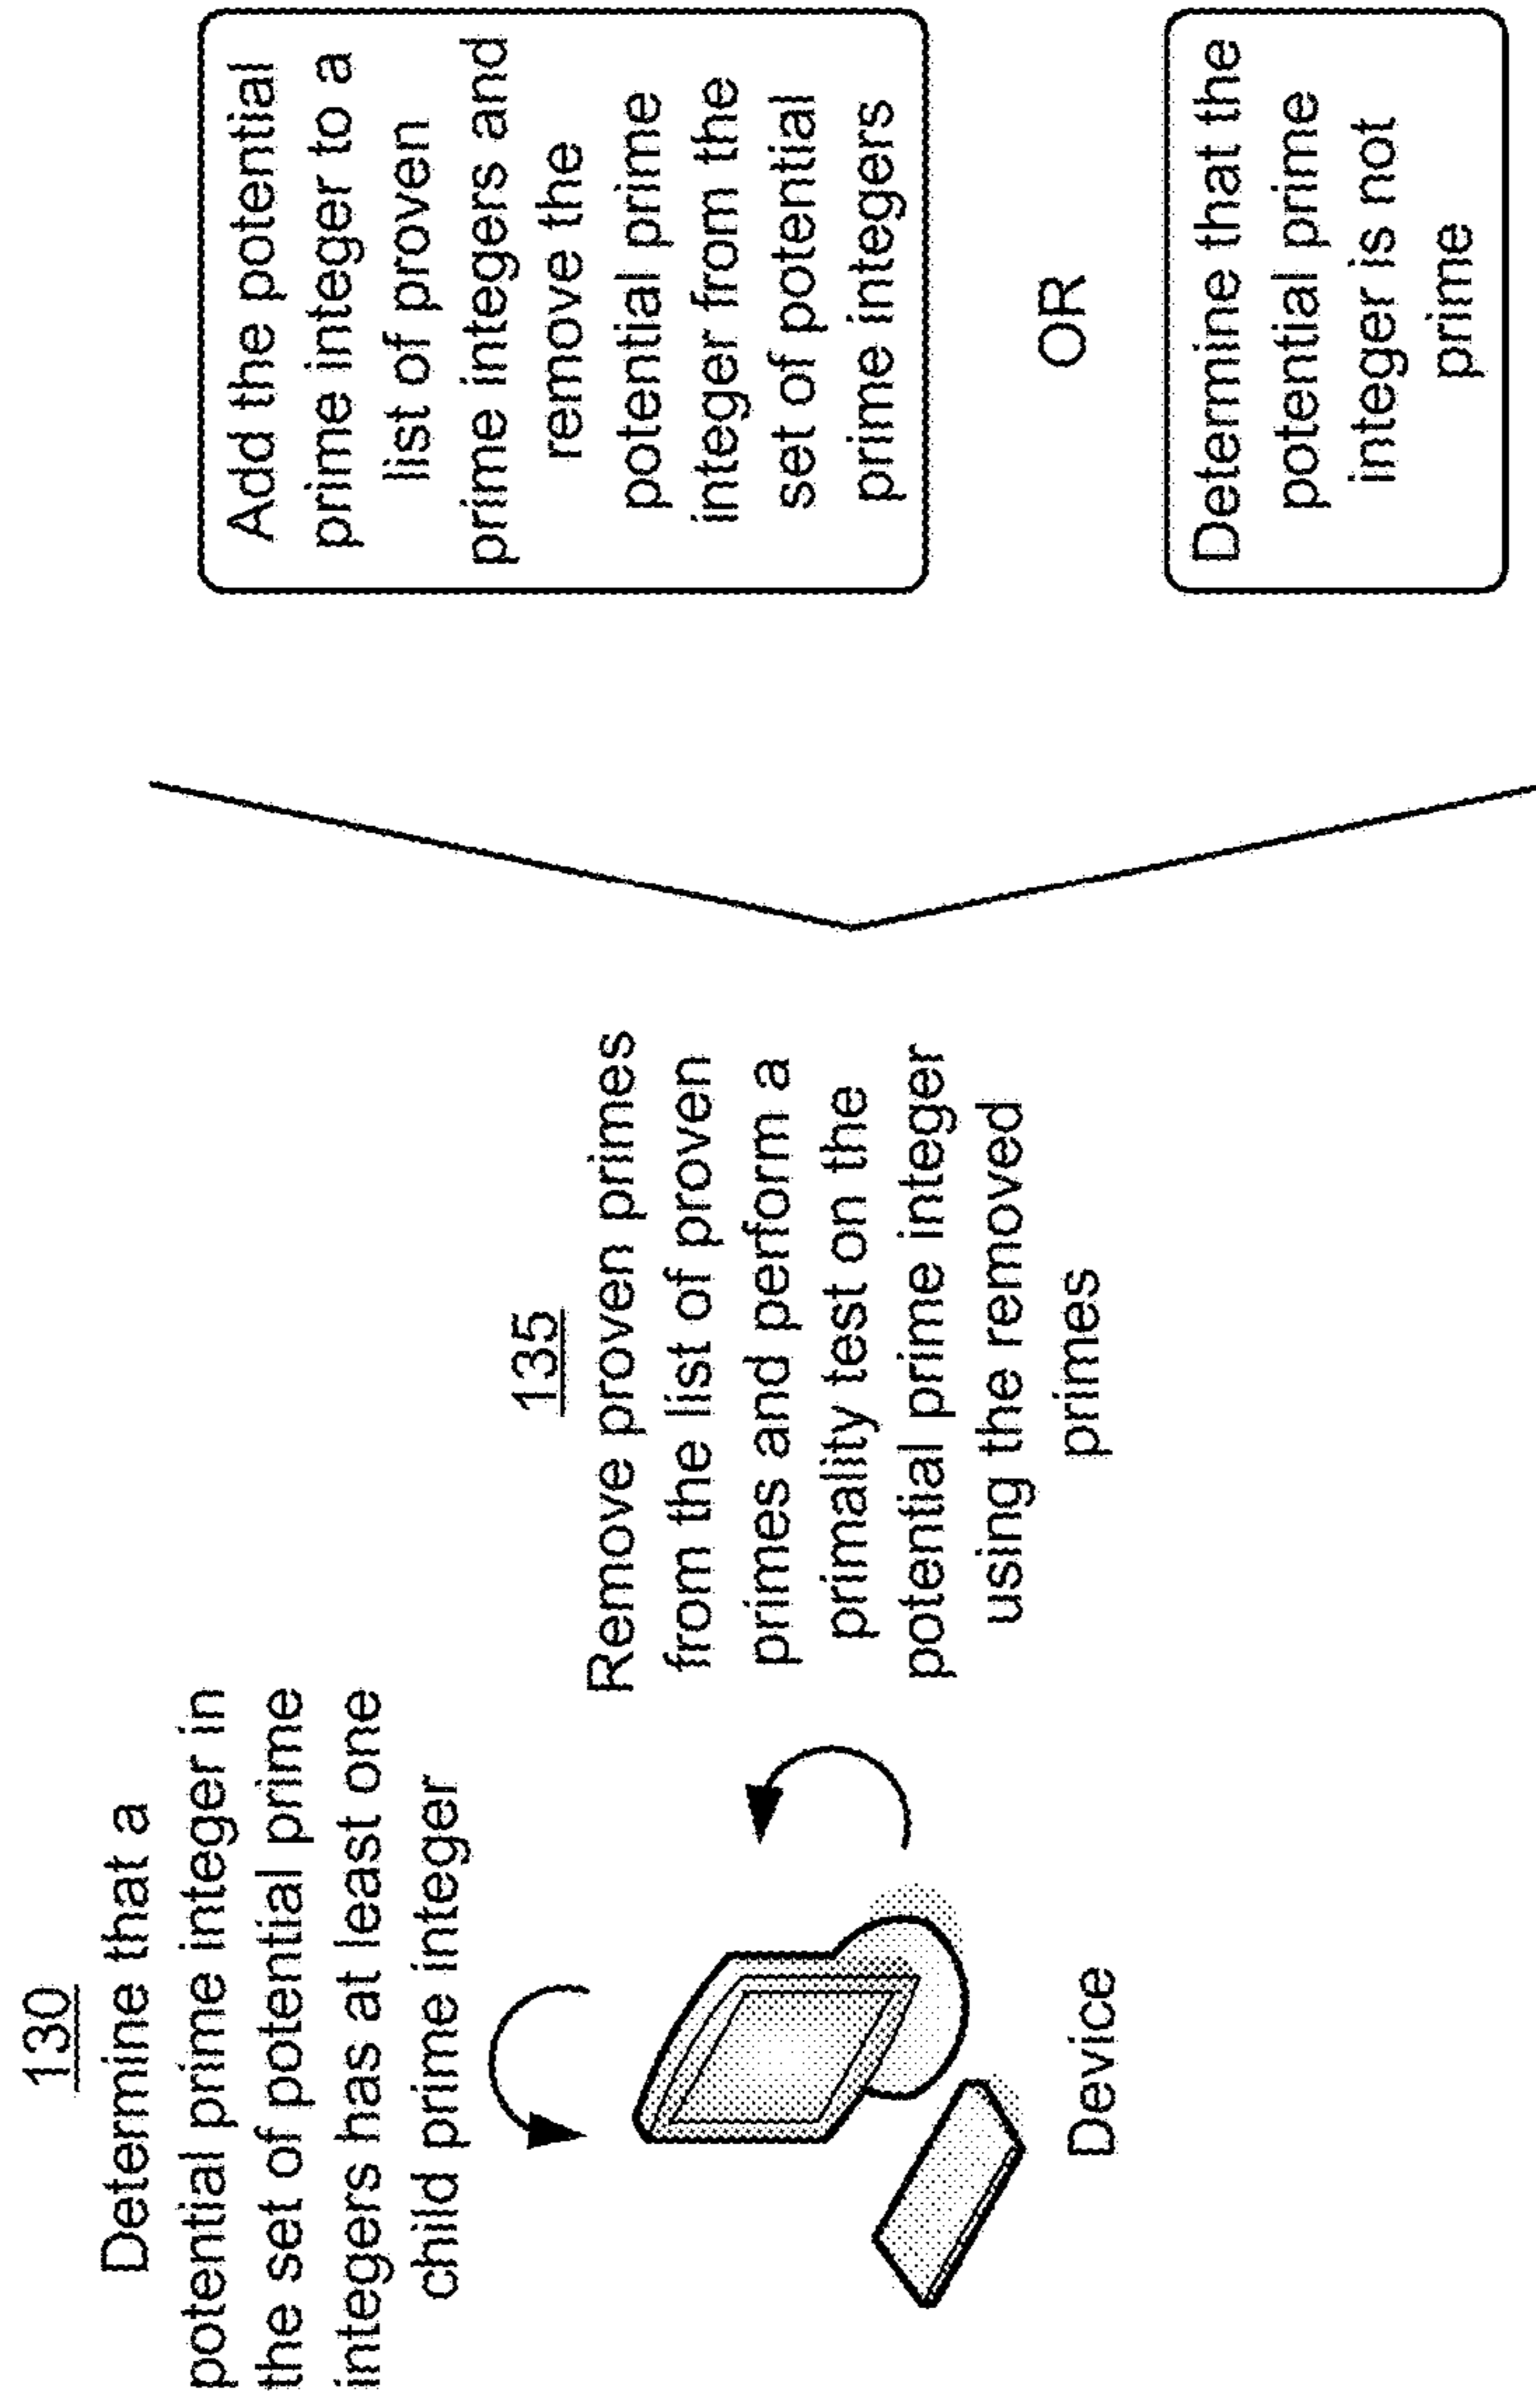 130
Determine that a
potential prime integer in
the set of potential prime
integers has at least one
child prime integer
Device
135
Remove proven primes
from the list of proven
primes and perform a
primality test on the
potential prime integer
using the removed
primes
Add the potential
prime integer to a
list of proven
prime integers and
remove the
potential prime
integer from the
set of potential
prime integers
OR
Determine that the
potential prime
integer is not
prime